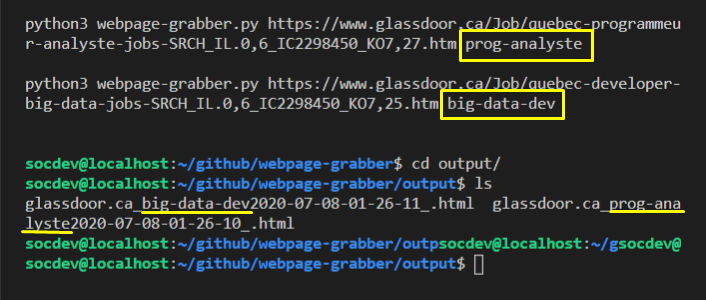 python3 webpage-grabber.py https://www.glassdoor.ca/Job/quebec-programmeu
r-analyste-jobs-SRCH_IL.0,6_IC2298450_KO7,27.htm prog-analyste
python3 webpage-grabber.py https://www.glassdoor.ca/Job/quebec-developer-
big-data-jobs-SRCH_IL.0,6_IC2298450_KO7,25.htm big-data-dev
socdev@localhost:~/github/webpage-grabber$ cd output/
socdev@localhost:~/github/webpage-grabber/output$ ls
glassdoor.ca_big-data-dev2020-07-08-01-26-11_.html  glassdoor.ca_prog-ana
lyste2020-07-08-01-26-10_.html
socdev@localhost:~/github/webpage-grabber/outpsocdev@localhost:~/gsocdev@
socdev@localhost:~/github/webpage-grabber/output$